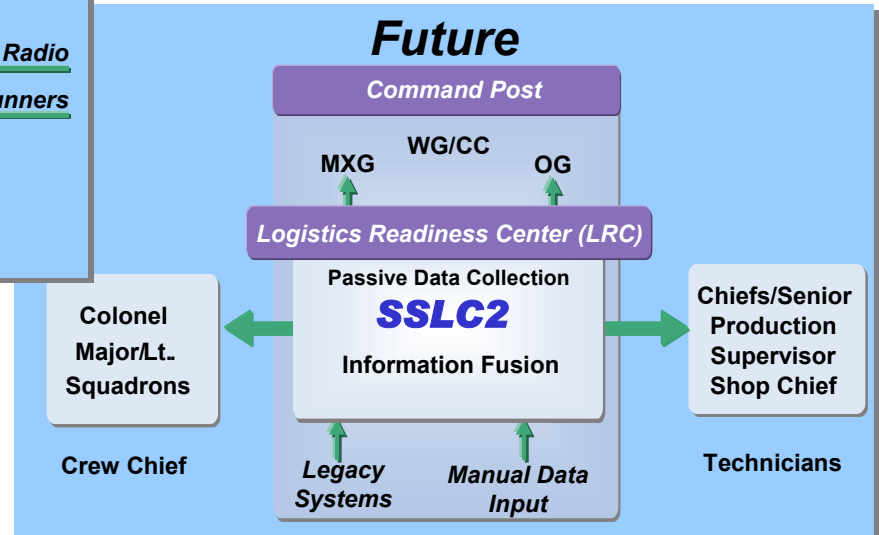 Radio
Future
Command Post
WG/CC
MXG
OG
Logistics Readiness Center (LRC)
Passive Data Collection
SSLC2
Information Fusion
Colonel
Major/Lt..
Squadrons
Chiefs/Senior
Production
Supervisor
Shop Chief
Crew Chief
Legacy
Systems
Manual Data
Input
Technicians